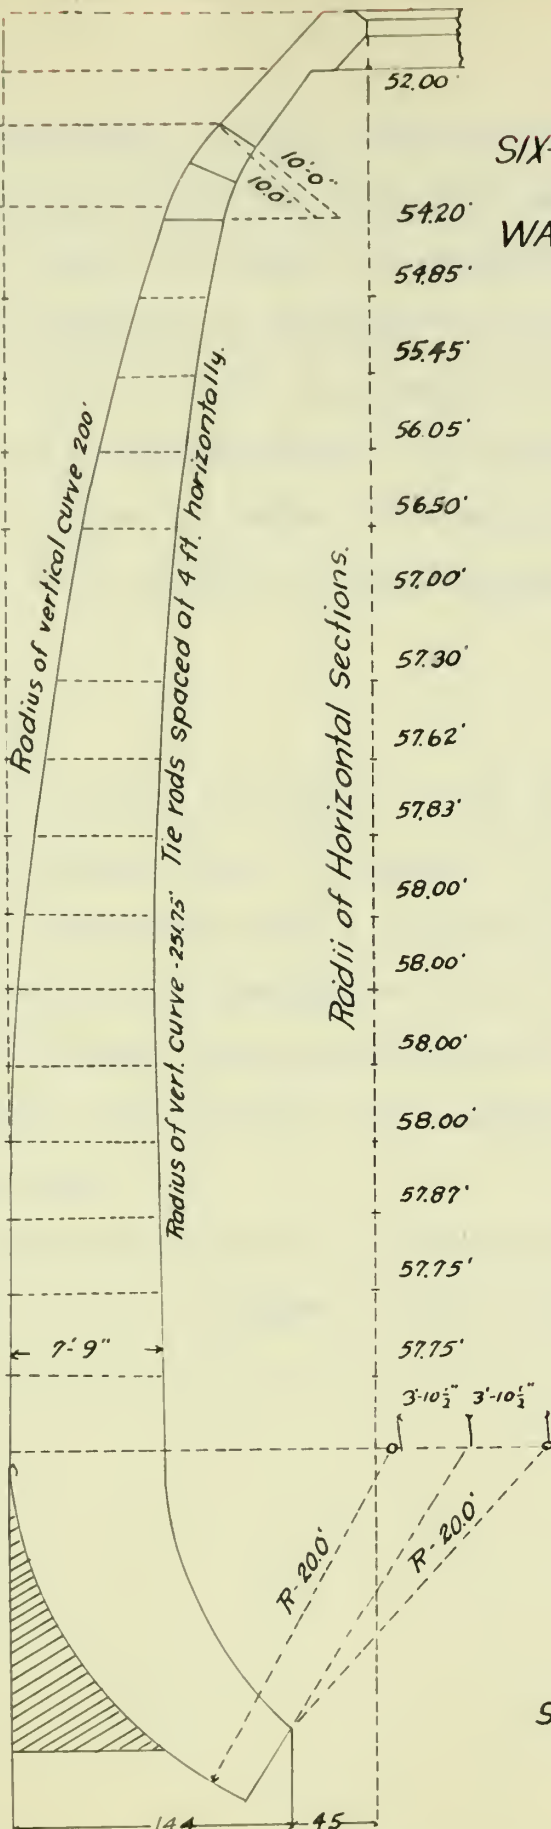 52.00'
SIX-
10'.0"
10.0'
54.20'
WA
54.85'
55.45'
Radius of vertical curve 200'
56.05'
56.50'
Tie rods spaced at 4 ft. horizontally.
57.00'
Radii of Horizontal Sections.
57.30'
57.62'
57.83'
58.00'
58.00'
Radius of vert. curve - 251.75'
58.00'
58.00'
57.87'
57.75'
7'-9"
57.75'
3'-10½" 3'-10½"
R-20.0'
R-20.0'
S
144
45